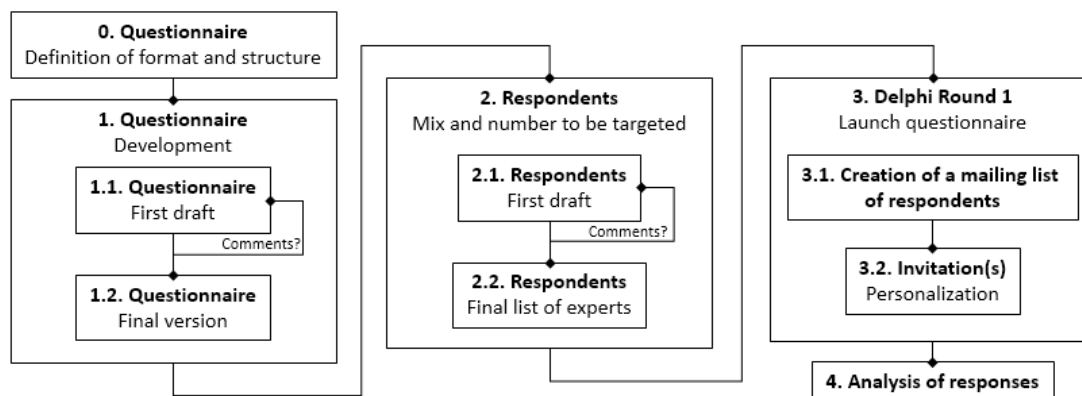 0. Questionnaire
Definition of format and structure
1. Questionnaire
Development
1.1. Questionnaire
First draft
Comments?
1.2. Questionnaire
Final version
2. Respondents
Mix and number to be targeted
2.1. Respondents
First draft
Comments?
2.2. Respondents
Final list of experts
3. Delphi Round 1
Launch questionnaire
3.1. Creation of a mailing list
of respondents
3.2. Invitation(s)
Personalization
4. Analysis of responses